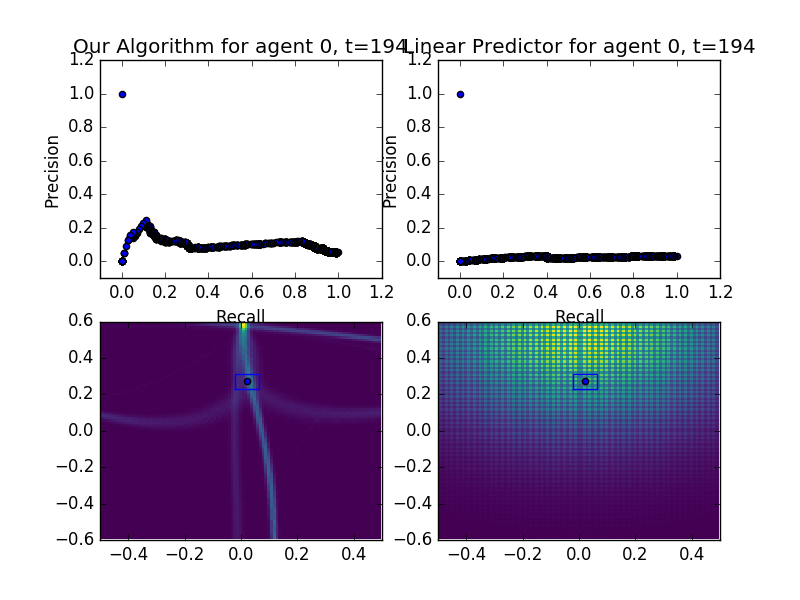 Our Algorithm for agent 0, t=194
Linear Predictor for agent 0, t=194
Precision
1.2
1.0
0.8
0.6
0.4
0.2
0.0
0.0 0.2 0.4 0.6 0.8 1.0 1.2
Recall
Precision
1.2
1.0
0.8
0.6
0.4
0.2
0.0
0.0 0.2 0.4 0.6 0.8 1.0 1.2
Recall
0.6
0.4
0.2
0.0
−0.2
−0.4
−0.6
−0.4 −0.2 0.0 0.2 0.4
0.6
0.4
0.2
0.0
−0.2
−0.4
−0.6
−0.4 −0.2 0.0 0.2 0.4